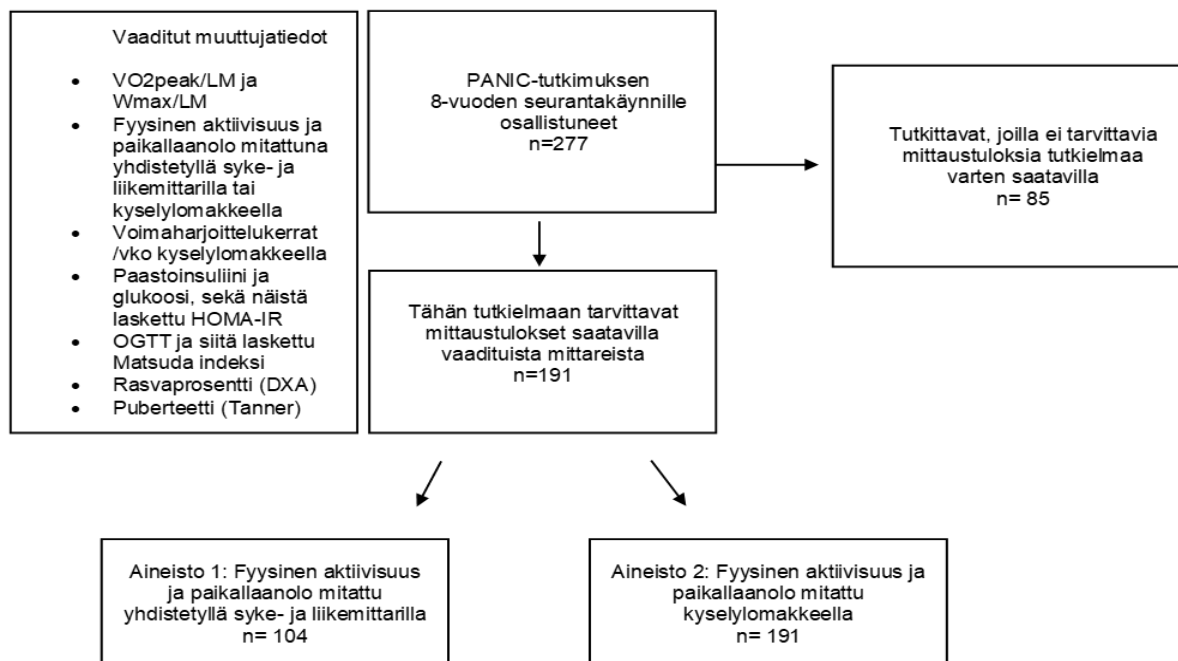 Vaaditut muuttujatiedot
• VO2peak/LM ja
Wmax/LM
• Fyysinen aktiivisuus ja
paikallaanolo mitattuna
yhdistetyllä syke- ja
liikemittarilla tai
kyselylomakkeella
• Voimaharjoittelukerrat
/vko kyselylomakkeella
• Paastoinsuliini ja
glukoosi, sekä näistä
laskettu HOMA-IR
• OGTT ja siitä laskettu
Matsuda indeksi
• Rasvaprosentti (DXA)
• Puberteetti (Tanner)
PANIC-tutkimuksen
8-vuoden seurantakäynnille
osallistuneet
n=277
Tutkittavat, joilla ei tarvittavia
mittaustuloksia tutkielmaa
varten saatavilla
n= 85
Tähän tutkielmaan tarvittavat
mittaustulokset saatavilla
vaadituista mittareista
n=191
Aineisto 1: Fyysinen aktiivisuus
ja paikallaanolo mitattu
yhdistetyllä syke- ja liikemittarilla
n= 104
Aineisto 2: Fyysinen aktiivisuus ja
paikallaanolo mitattu
kyselylomakkeella
n= 191